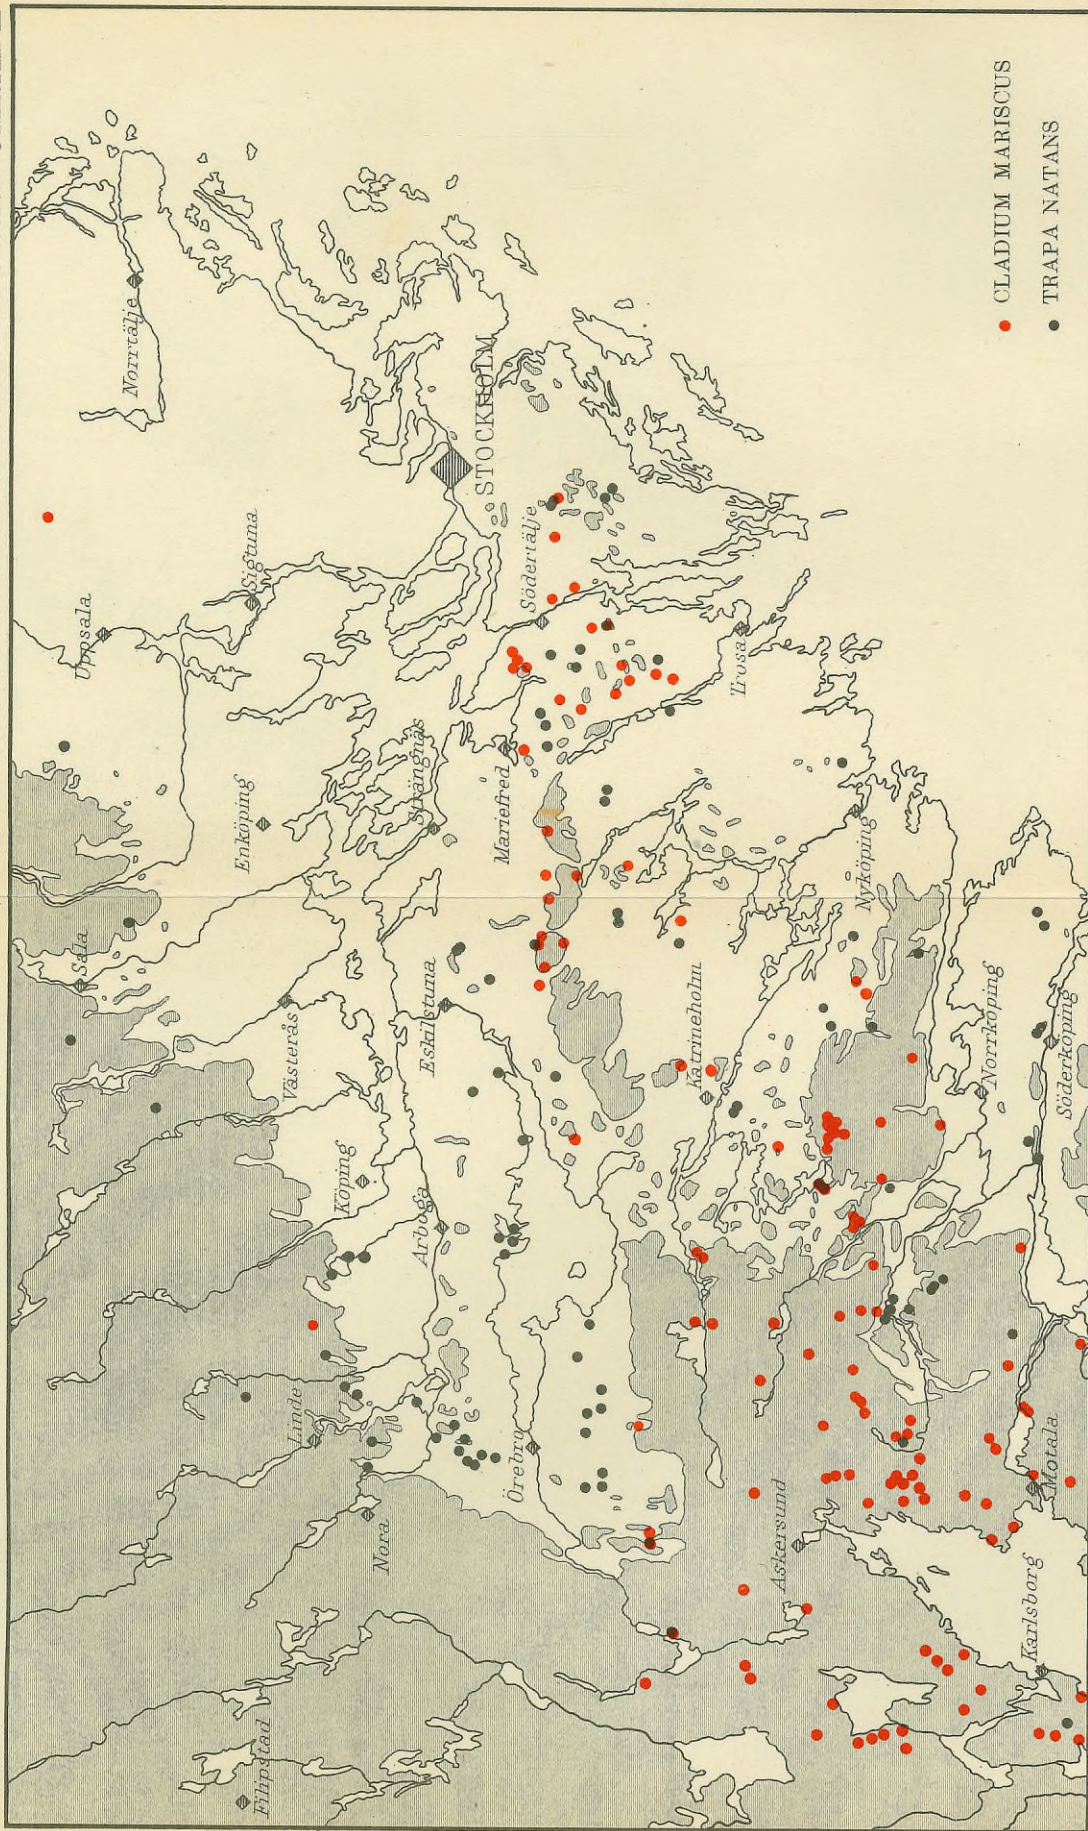 Norrtälje
Uppsala
Sigtuna
STOCKHOLM
Enköping
Sala
Strängnäs
Mariefred
Södertälje
Trosa
Västerås
Eskilstuna
Köping
Arboga
Katrineholm
Nyköping
Norrköping
Söderköping
Linde
Nora
Örebro
Askersund
Motala
Karlsborg
Filipstad
CLADIUM MARISCUS
TRAPA NATANS